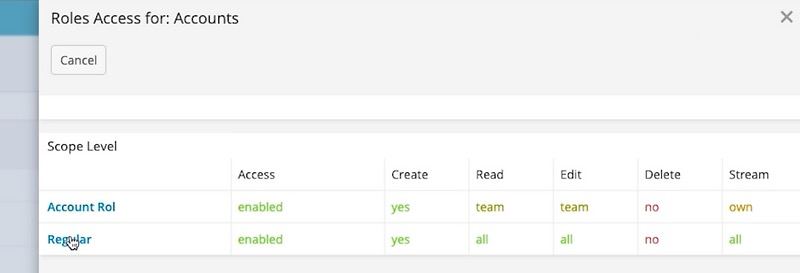 Roles Access for: Accounts
Cancel
Scope Level
Access Create Read Edit Delete Stream
Account Rol enabled yes team team no own
Regular enabled yes all all no all